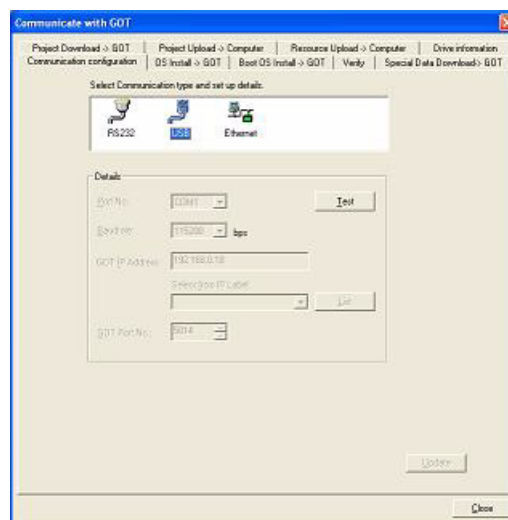 Communicate with GOT
Project Download -> GOT
Project Upload -> Computer
Resource Upload -> Computer
Drive information
Communication configuration
OS Install -> GOT
Boot OS Install -> GOT
Verify
Special Data Download-> GOT
Select Communication type and set up details.
RS232
USB
Ethernet
Details
Port No.:
COM1
Test
Baud rate:
115200
bps
GOT IP Address:
192.168.0.18
Selecting IP Label
List
GOT Port No.:
5014
Update
Close